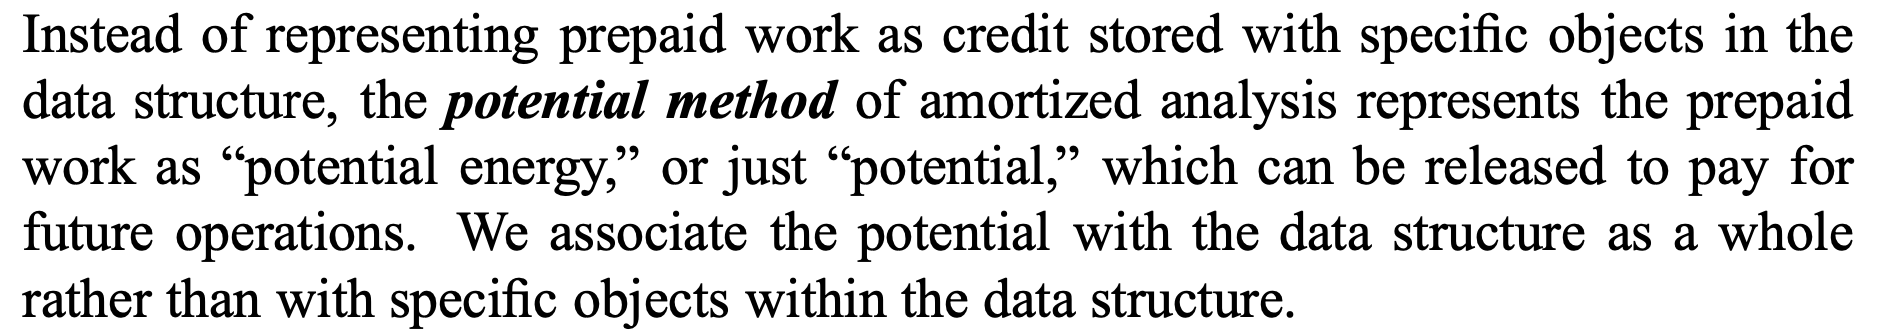 Instead of representing prepaid work as credit stored with specific objects in the
data structure, the potential method of amortized analysis represents the prepaid
work as “potential energy,” or just “potential,” which can be released to pay for
future operations. We associate the potential with the data structure as a whole
rather than with specific objects within the data structure.